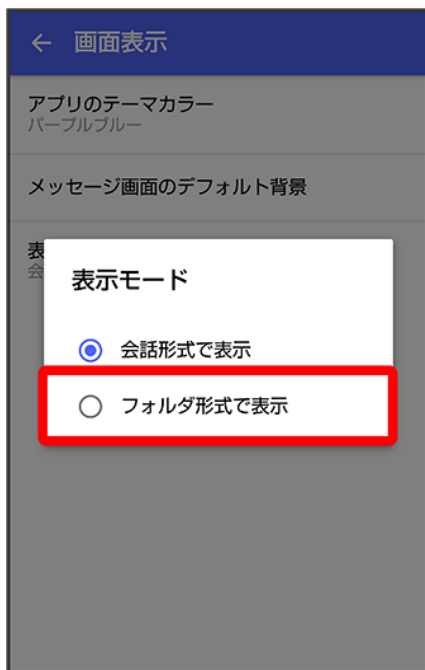 画面表示
アプリのテーマカラー
パープルブルー
メッセージ画面のデフォルト背景
表
会
表示モード
会話形式で表示
フォルダ形式で表示